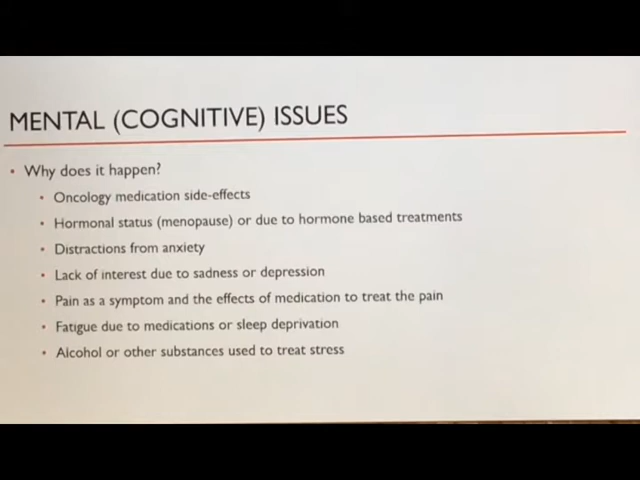 MENTAL (COGNITIVE) ISSUES
• Why does it happen?
• Oncology medication side-effects
• Hormonal status (menopause) or due to hormone based treatments
• Distractions from anxiety
• Lack of interest due to sadness or depression
• Pain as a symptom and the effects of medication to treat the pain
• Fatigue due to medications or sleep deprivation
• Alcohol or other substances used to treat stress